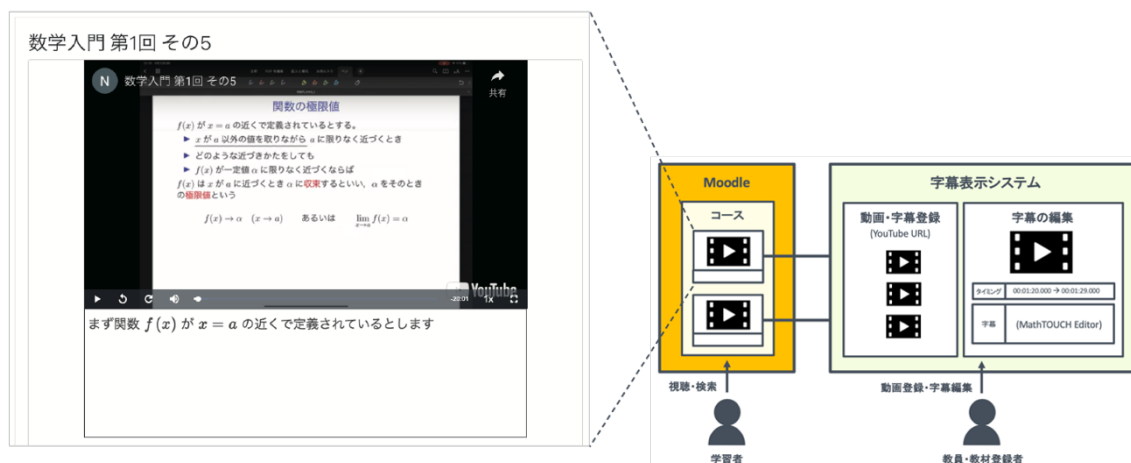 数学入門 第1回 その5
N 数学入門 第1回 その5
共有
関数の極限値
f(x) が x = a の近くで定義されているとする。
▶ x が a 以外の値を取りながら a に限りなく近づくとき
▶ どのような近づきかたをしても
▶ f(x) が一定値 α に限りなく近づくならば
f(x) は x が a に近づくとき α に収束するといい、α をそのとき
の極限値という
f(x) → α (x → a) あるいは lim_{x→a} f(x) = α
YouTube
-20:01 1X
まず関数 f (x) が x = a の近くで定義されているとします
Moodle
コース
視聴・検索
学習者
字幕表示システム
動画・字幕登録
(YouTube URL)
字幕の編集
タイミング 00:01:20.000 → 00:01:29.000
字幕 (MathTOUCH Editor)
動画登録・字幕編集
教員・教材登録者